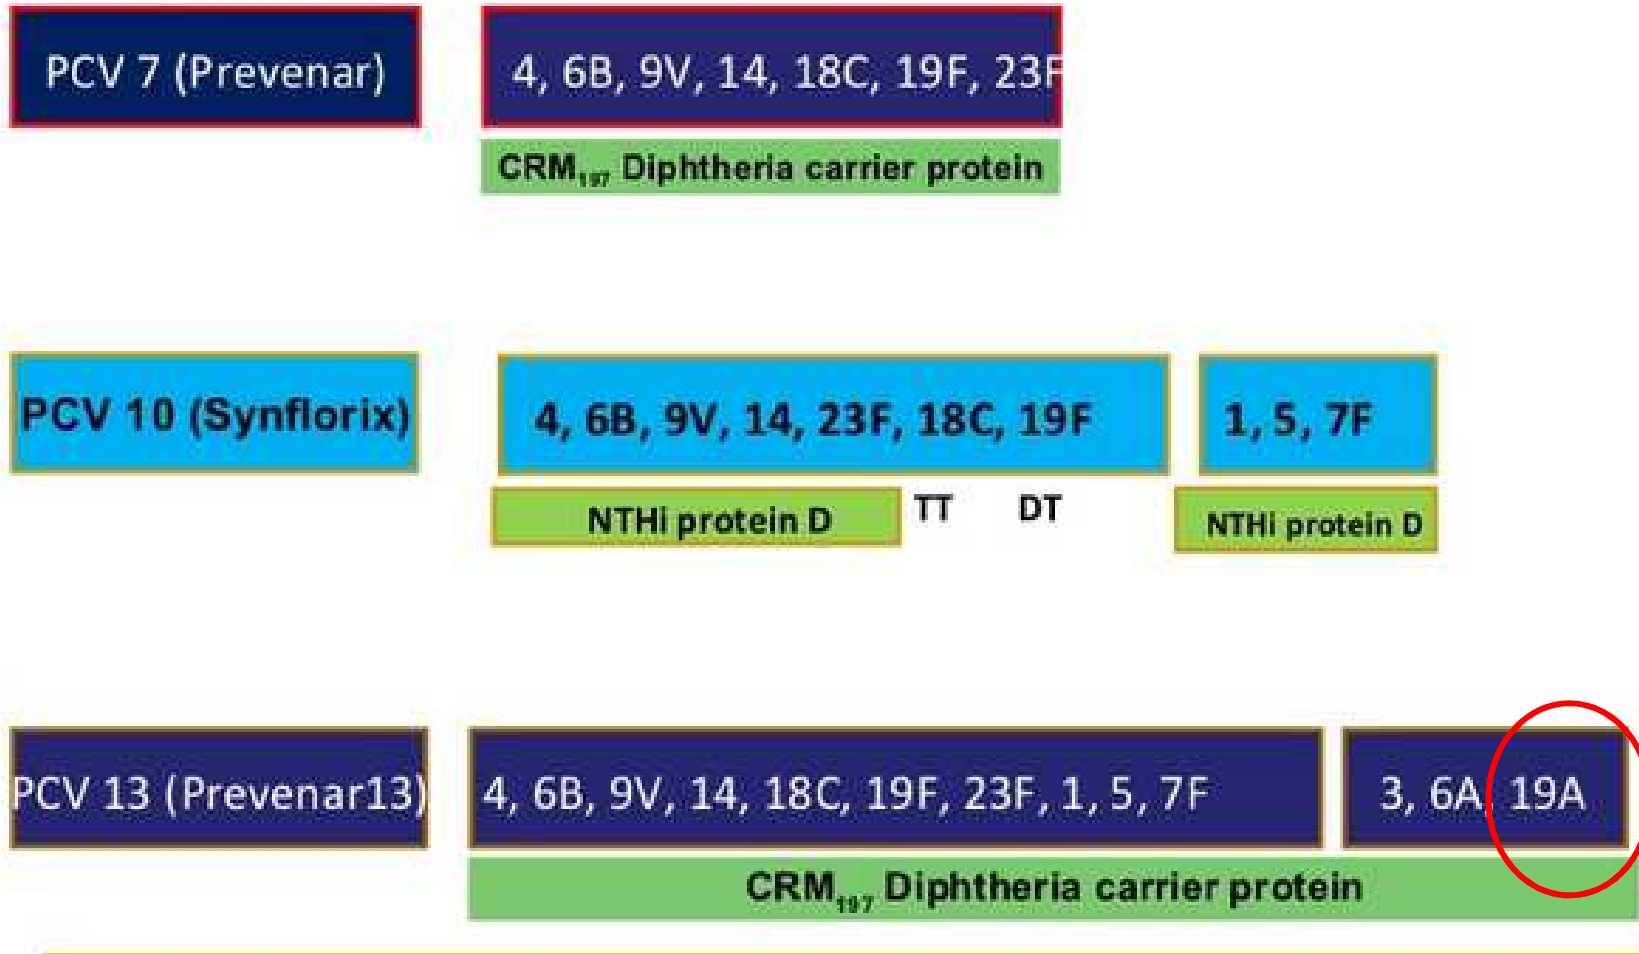 PCV 7 (Prevenar)
4, 6B, 9V, 14, 18C, 19F, 23F
CRM₁₉₇ Diphtheria carrier protein
PCV 10 (Synflorix)
4, 6B, 9V, 14, 23F, 18C, 19F
1, 5, 7F
NTHi protein D
TT
DT
NTHi protein D
PCV 13 (Prevenar13)
4, 6B, 9V, 14, 18C, 19F, 23F, 1, 5, 7F
3, 6A, 19A
CRM₁₉₇ Diphtheria carrier protein